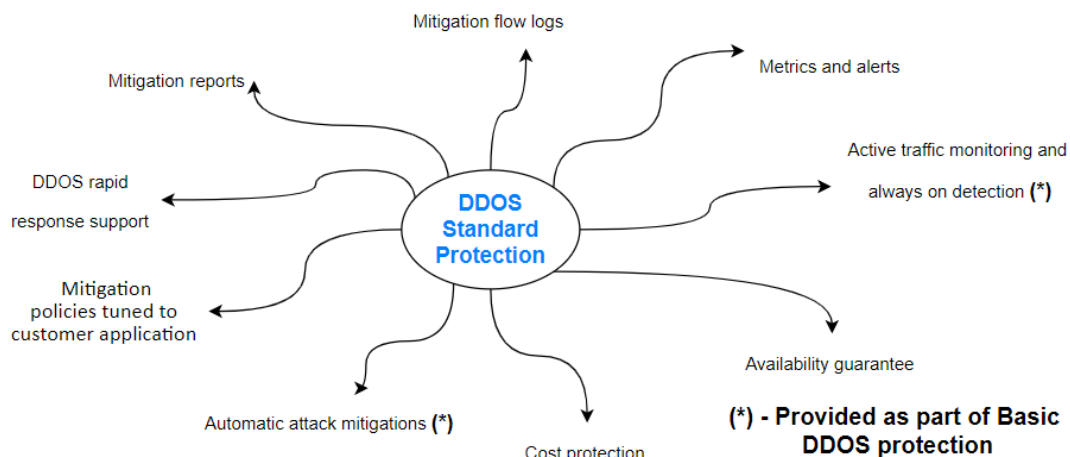 Mitigation flow logs
Metrics and alerts
Mitigation reports
Active traffic monitoring and
always on detection (*)
DDOS rapid
response support
DDOS
Standard
Protection
Mitigation
policies tuned to
customer application
Availability guarantee
Automatic attack mitigations (*)
Cost protection
(*) - Provided as part of Basic
DDOS protection